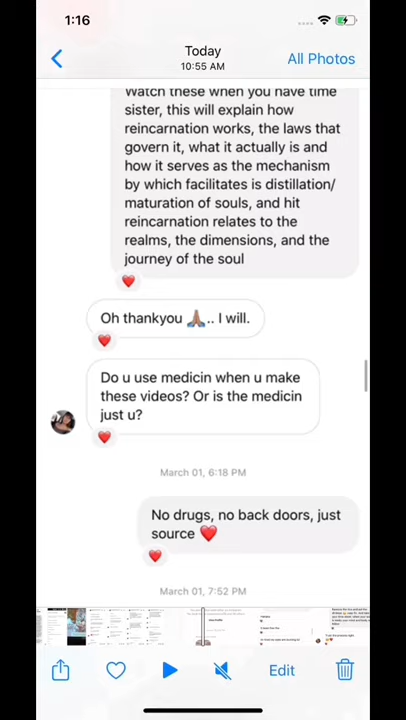 1:16
Today
10:55 AM
All Photos
Watch these when you have time
sister, this will explain how
reincarnation works, the laws that
govern it, what it actually is and
how it serves as the mechanism
by which facilitates is distillation/
maturation of souls, and hit
reincarnation relates to the
realms, the dimensions, and the
journey of the soul
❤️
Oh thankyou 🙏🏽.. I will.
❤️
Do u use medicin when u make
these videos? Or is the medicin
just u?
❤️
March 01, 6:18 PM
No drugs, no back doors, just
source ❤️
❤️
March 01, 7:52 PM
Edit